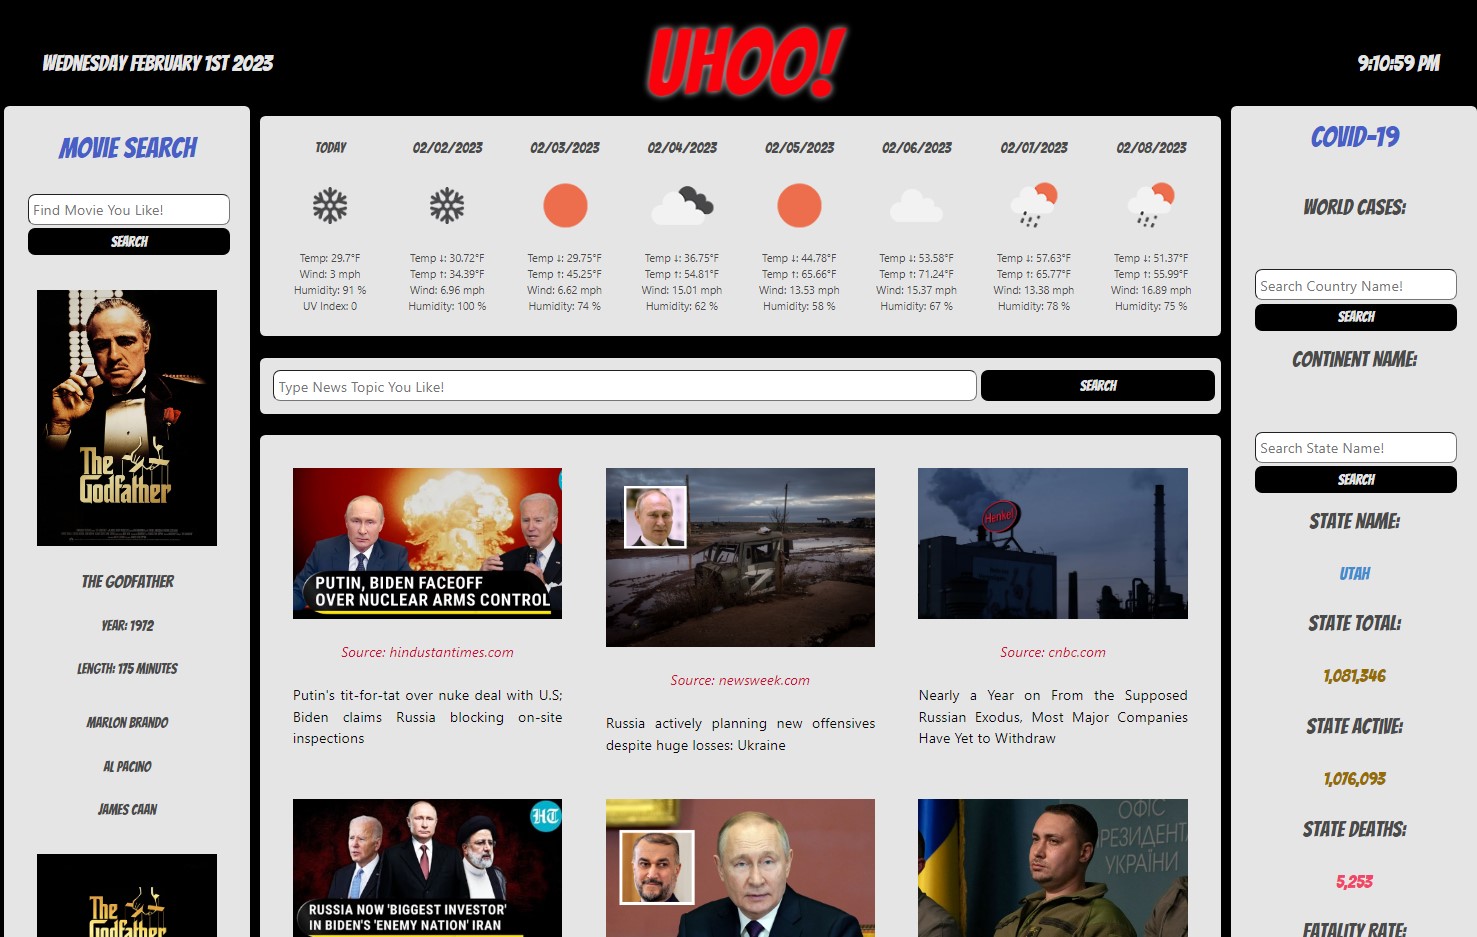 WEDNESDAY FEBRUARY 1ST 2023
UHOO!
9:10:59 PM
MOVIE SEARCH
Find Movie You Like!
SEARCH
The
Godfather
THE GODFATHER
YEAR: 1972
LENGTH: 175 MINUTES
MARLON BRANDO
AL PACINO
JAMES CAAN
The
Godfather
TODAY
02/02/2023
02/03/2023
02/04/2023
02/05/2023
02/06/2023
02/07/2023
02/08/2023
Temp: 29.7°F
Wind: 3 mph
Humidity: 91 %
UV Index: 0
Temp ↓: 30.72°F
Temp ↑: 34.39°F
Wind: 6.96 mph
Humidity: 100 %
Temp ↓: 29.75°F
Temp ↑: 45.25°F
Wind: 6.62 mph
Humidity: 74 %
Temp ↓: 36.75°F
Temp ↑: 54.81°F
Wind: 15.01 mph
Humidity: 62 %
Temp ↓: 44.78°F
Temp ↑: 65.66°F
Wind: 13.53 mph
Humidity: 58 %
Temp ↓: 53.58°F
Temp ↑: 71.24°F
Wind: 15.37 mph
Humidity: 67 %
Temp ↓: 57.63°F
Temp ↑: 65.77°F
Wind: 13.38 mph
Humidity: 78 %
Temp ↓: 51.37°F
Temp ↑: 55.99°F
Wind: 16.89 mph
Humidity: 75 %
Type News Topic You Like!
SEARCH
PUTIN, BIDEN FACEOFF
OVER NUCLEAR ARMS CONTROL
Source: hindustantimes.com
Putin's tit-for-tat over nuke deal with U.S;
Biden claims Russia blocking on-site
inspections
Z
Source: newsweek.com
Russia actively planning new offensives
despite huge losses: Ukraine
Henkel
Source: cnbc.com
Nearly a Year on From the Supposed
Russian Exodus, Most Major Companies
Have Yet to Withdraw
HT
RUSSIA NOW 'BIGGEST INVESTOR'
IN BIDEN'S 'ENEMY NATION' IRAN
ОФІС
РЕЗИДЕНТА
УКРАЇНИ
COVID-19
WORLD CASES:
Search Country Name!
SEARCH
CONTINENT NAME:
Search State Name!
SEARCH
STATE NAME:
UTAH
STATE TOTAL:
1,081,346
STATE ACTIVE:
1,076,093
STATE DEATHS:
5,253
FATALITY RATE: